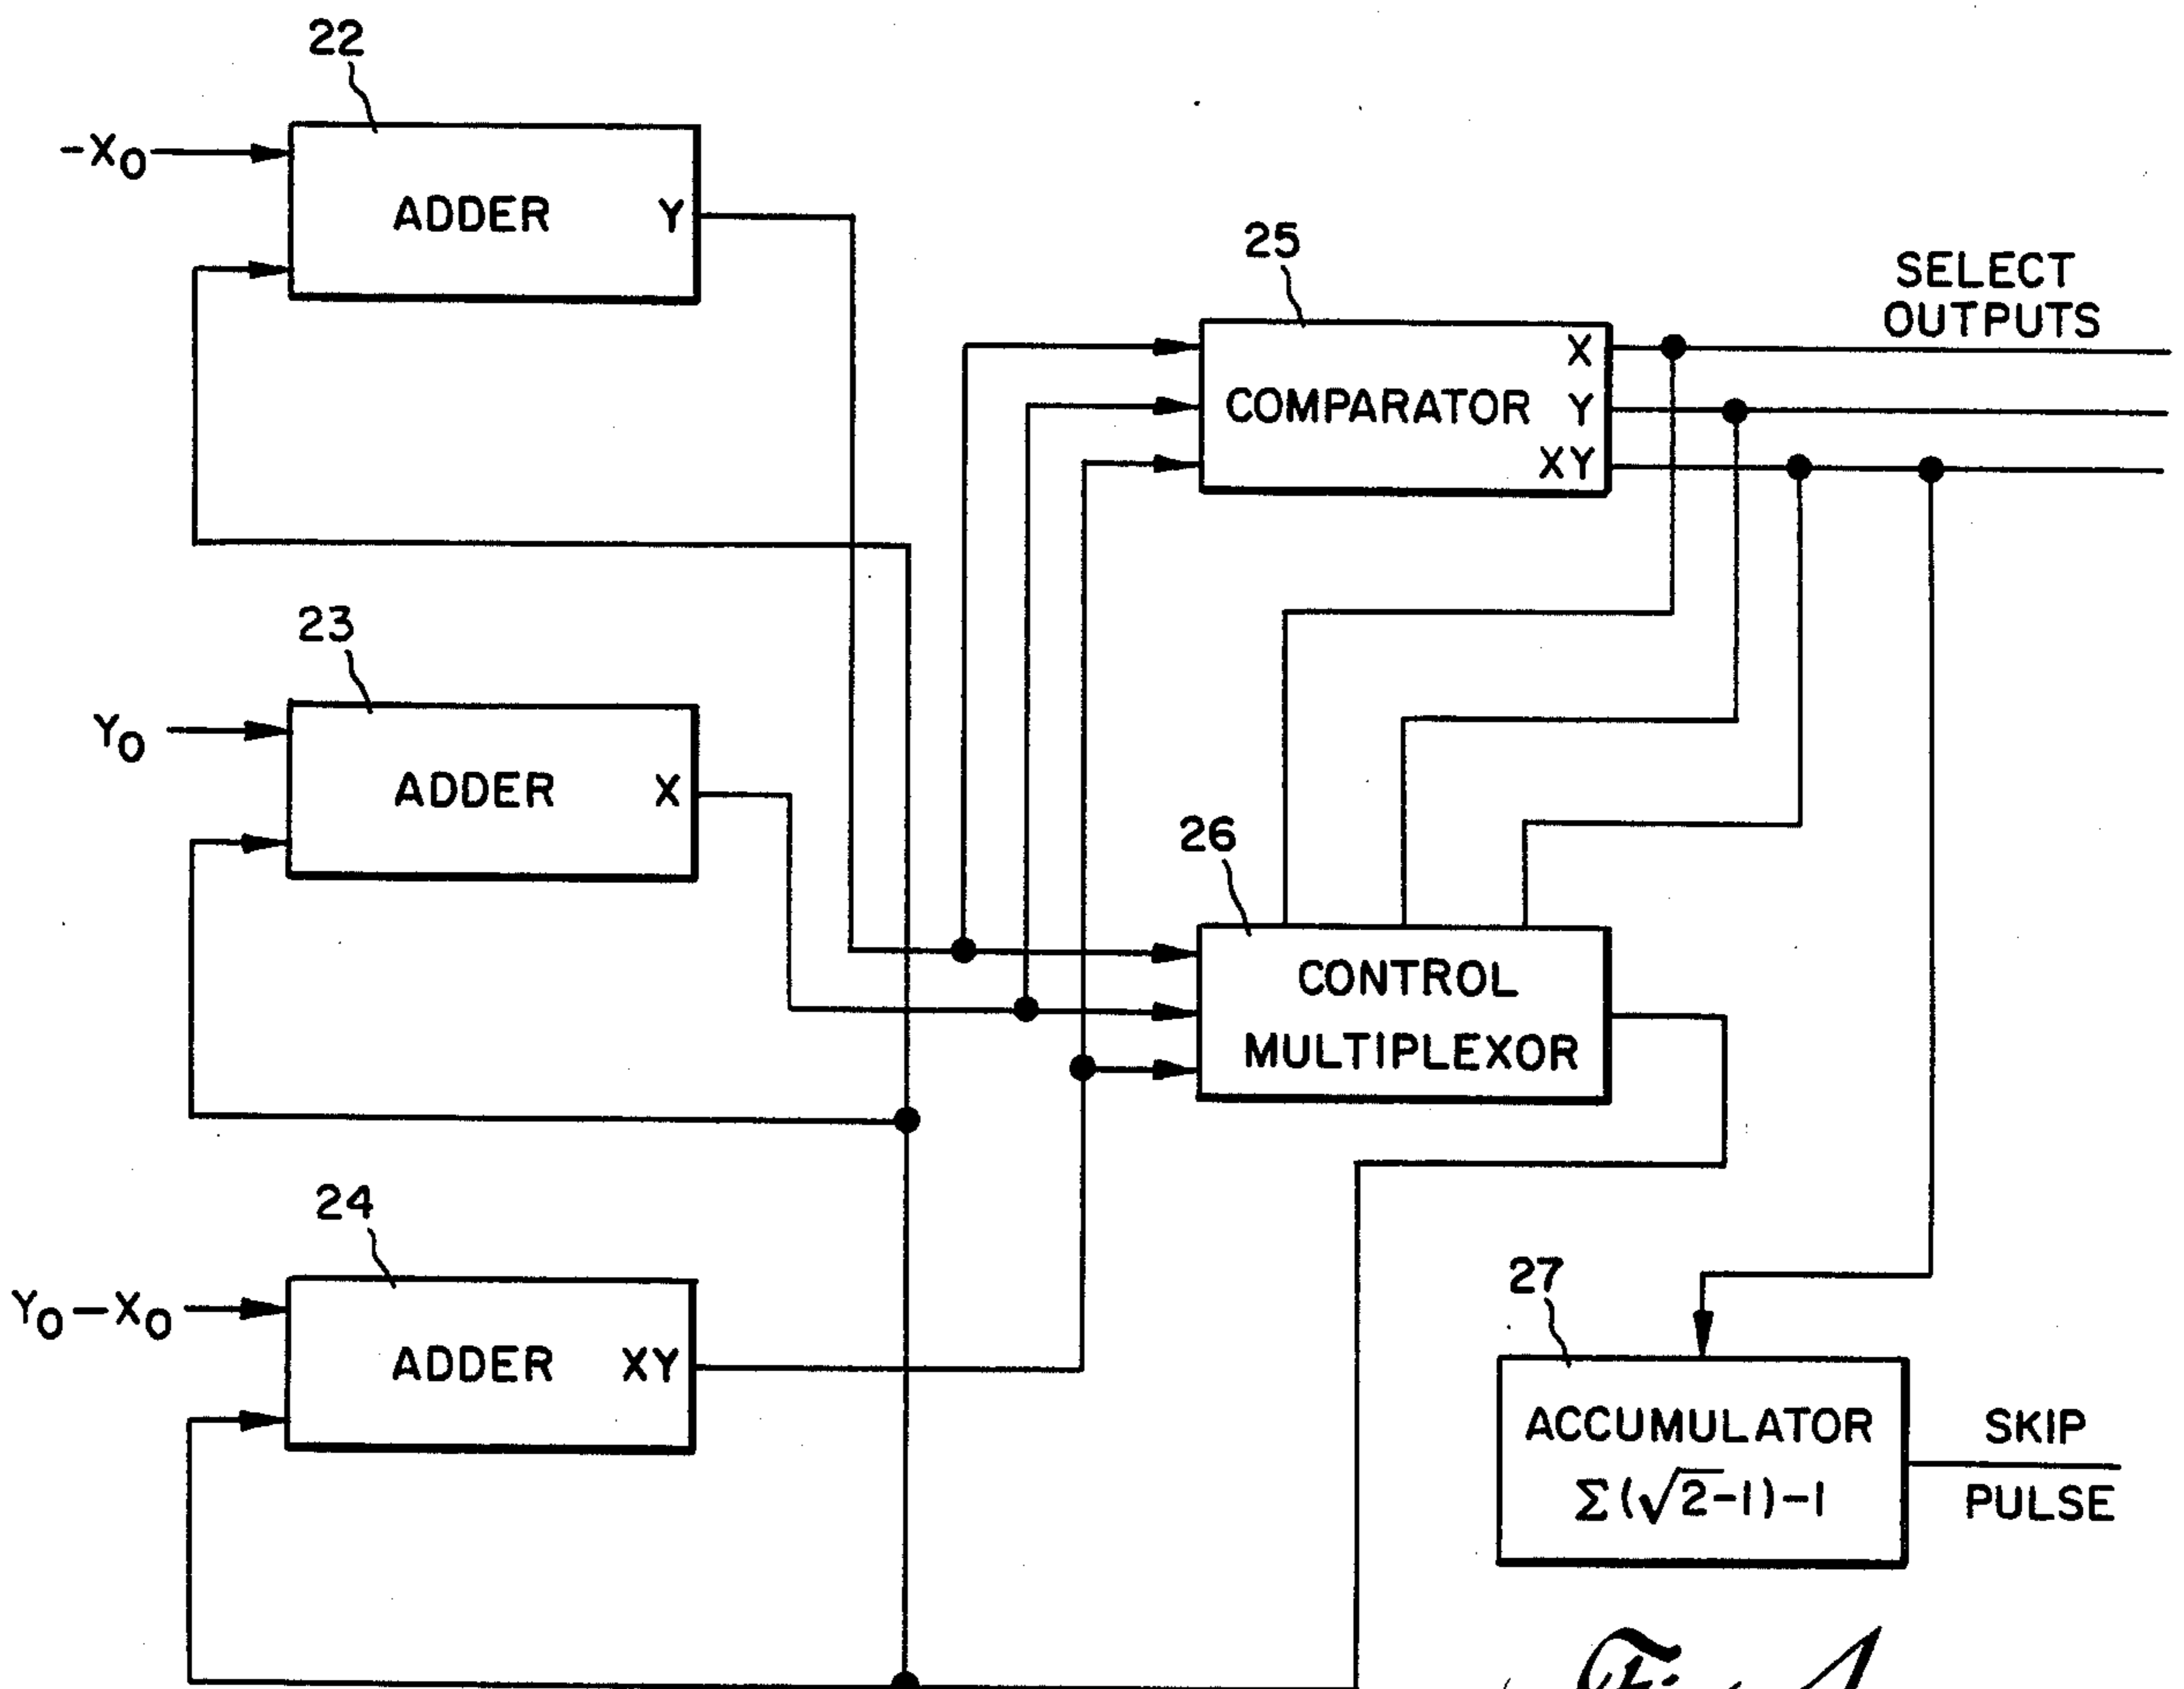 22
-X₀
ADDER Y
25
SELECT
OUTPUTS
X
COMPARATOR Y
XY
23
Y₀
ADDER X
26
CONTROL
MULTIPLEXOR
24
Y₀-X₀
ADDER XY
27
ACCUMULATOR
Σ(√2-1)-1
SKIP
PULSE